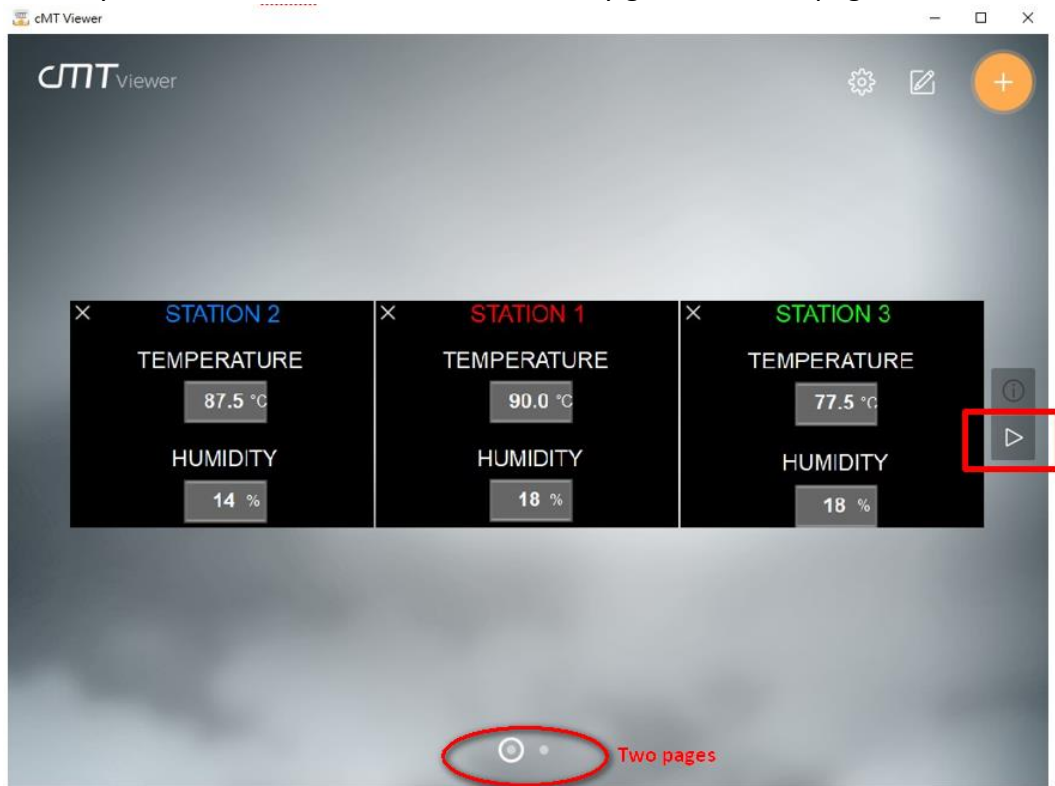 cMT Viewer
cMT Viewer
STATION 2
TEMPERATURE
87.5 °C
HUMIDITY
14 %
STATION 1
TEMPERATURE
90.0 °C
HUMIDITY
18 %
STATION 3
TEMPERATURE
77.5 °C
HUMIDITY
18 %
Two pages